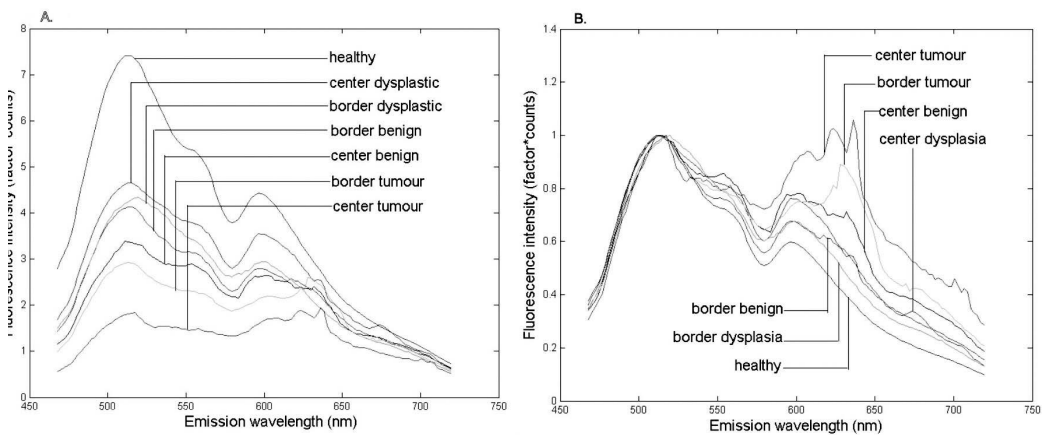 A.
healthy
center dysplastic
border dysplastic
border benign
center benign
border tumour
center tumour
Fluorescence intensity (factor*counts)
8
7
6
5
4
3
2
1
0
450
500
550
600
650
700
750
Emission wavelength (nm)
B.
center tumour
border tumour
center benign
center dysplasia
border benign
border dysplasia
healthy
Fluorescence intensity (factor*counts)
1.4
1.2
1
0.8
0.6
0.4
0.2
0
450
500
550
600
650
700
750
Emission wavelength (nm)